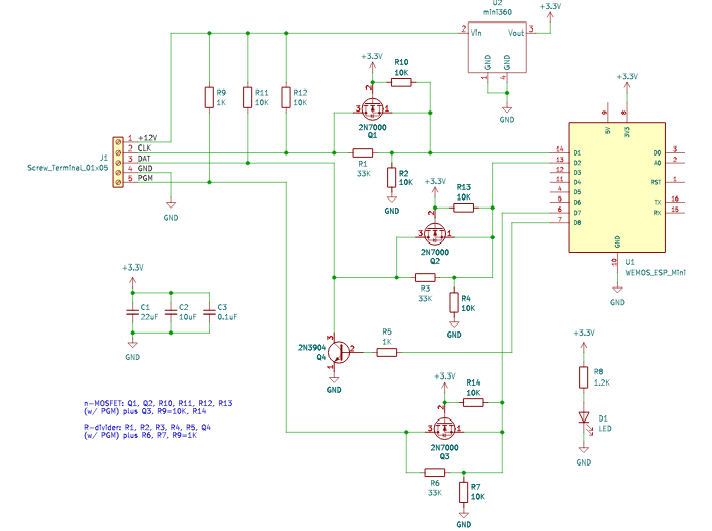 U2
mini360
+3.3V
2 Vin Vout 3
GND GND
1 4
GND
+3.3V
R10
10K
2
3 1
2N7000
Q1
R9
1K
R11
10K
R12
10K
+3.3V
9 8
5V 3V3
J1
Screw_Terminal_01x05
1 +12V
2 CLK
3 DAT
4 GND
5 PGM
GND
R1
33K
R2
10K
GND
14 D1 D0 3
13 D2 A0 2
12 D3
11 D4 RST 1
4 D5
5 D6 TX 16
6 D7 RX 15
7 D8
GND
10
U1
WEMOS_ESP_Mini
GND
+3.3V
R13
10K
2
3 1
2N7000
Q2
R3
33K
R4
10K
GND
+3.3V
C1
22uF
C2
10uF
C3
0.1uF
GND
2N3904
Q4
3
2
1
GND
R5
1K
+3.3V
R8
1.2K
D1
LED
GND
+3.3V
R14
10K
2
3 1
2N7000
Q3
R6
33K
R7
10K
GND
n-MOSFET: Q1, Q2, R10, R11, R12, R13
(w/ PGM) plus Q3, R9=10K, R14
R-divider: R1, R2, R3, R4, R5, Q4
(w/ PGM) plus R6, R7, R9=1K